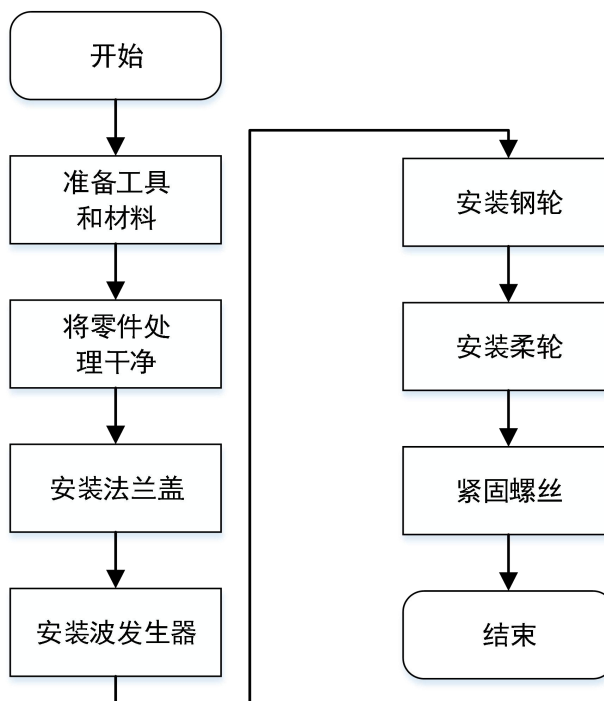 开始
准备工具
和材料
将零件处
理干净
安装法兰盖
安装波发生器
安装钢轮
安装柔轮
紧固螺丝
结束